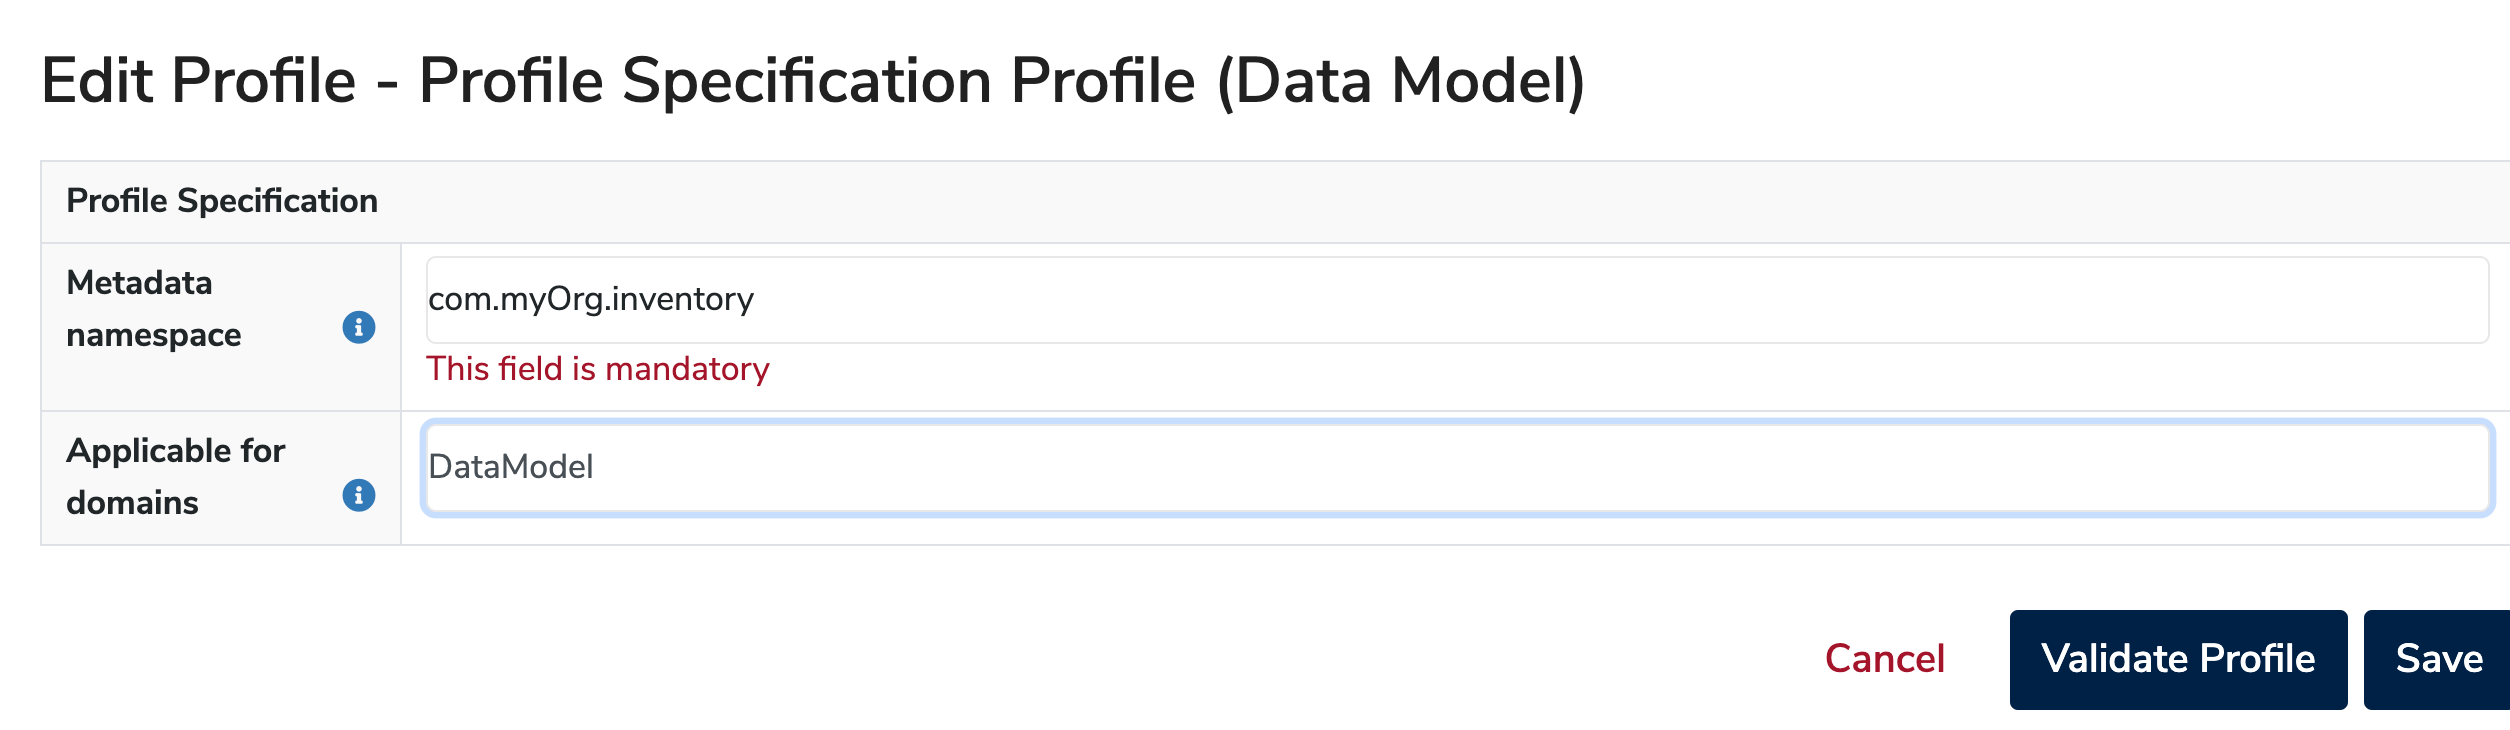 Edit Profile - Profile Specification Profile (Data Model)
Profile Specification
Metadata
namespace
com.myOrg.inventory
This field is mandatory
Applicable for
domains
DataModel
Cancel
Validate Profile
Save